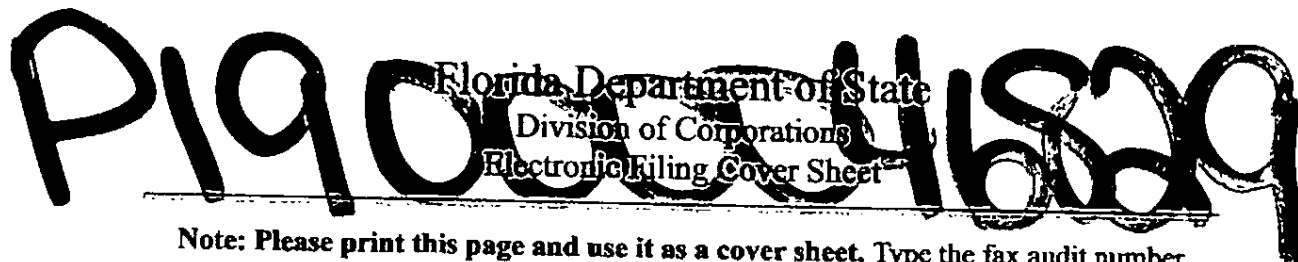 P19000046829
Florida Department of State
Division of Corporations
Electronic Filing Cover Sheet
Note: Please print this page and use it as a cover sheet. Type the fax audit number